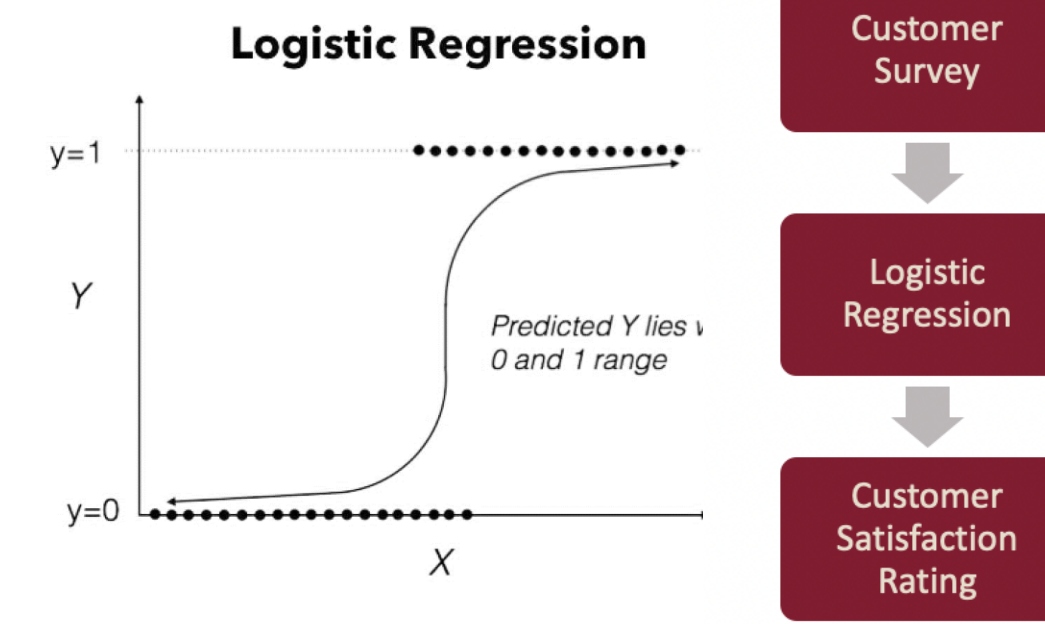 Logistic Regression
y=1
Y
Predicted Y lies
0 and 1 range
y=0
X
Customer
Survey
Logistic
Regression
Customer
Satisfaction
Rating